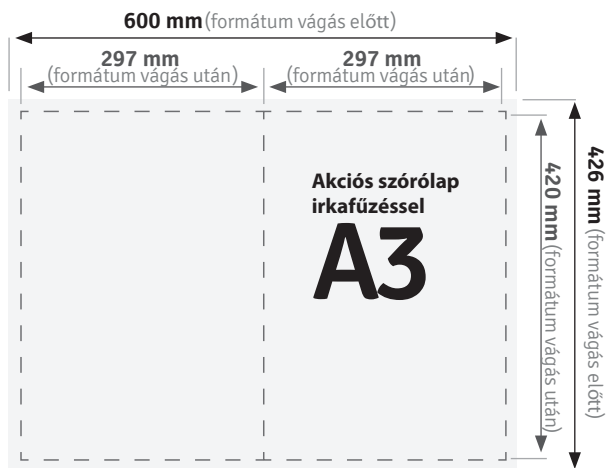 600 mm (formátum vágás előtt)
297 mm
(formátum vágás után)
297 mm
(formátum vágás után)
Akciós szórólap
irkafűzéssel
A3
420 mm (formátum vágás után)
426 mm (formátum vágás előtt)